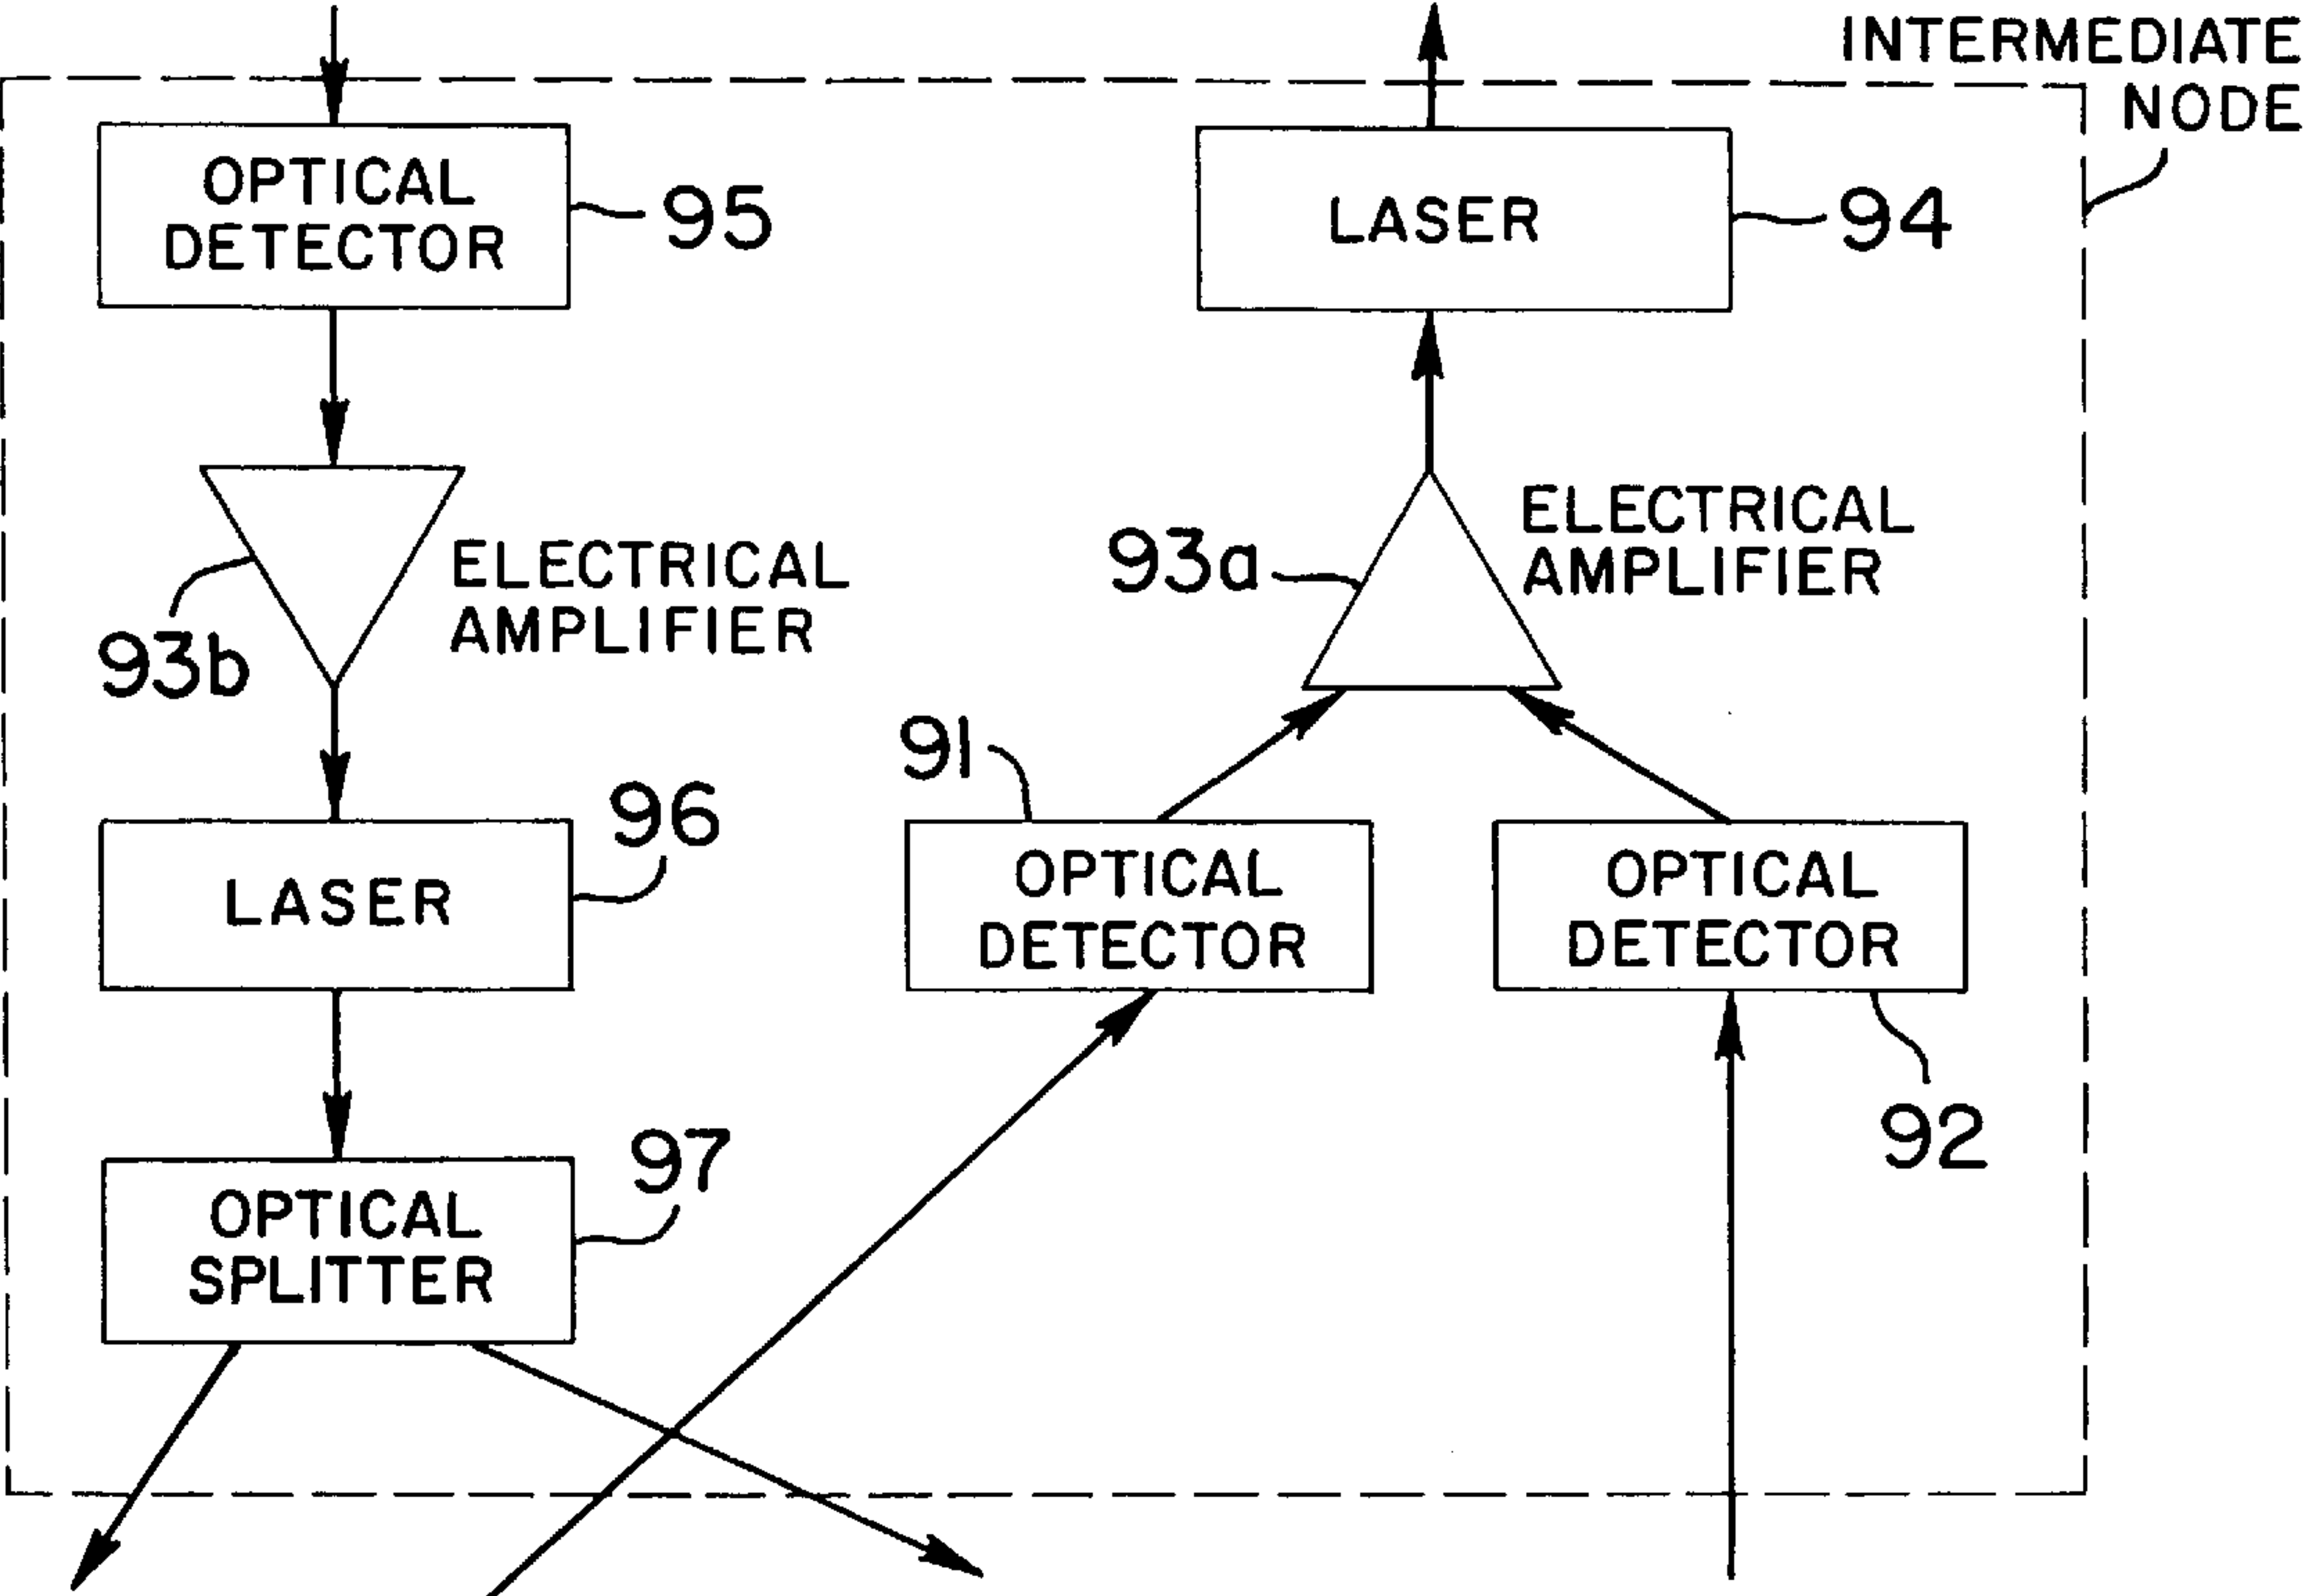 INTERMEDIATE
NODE
OPTICAL
DETECTOR
95
LASER
94
ELECTRICAL
AMPLIFIER
93b
93a
ELECTRICAL
AMPLIFIER
LASER
96
91
OPTICAL
DETECTOR
OPTICAL
DETECTOR
92
OPTICAL
SPLITTER
97